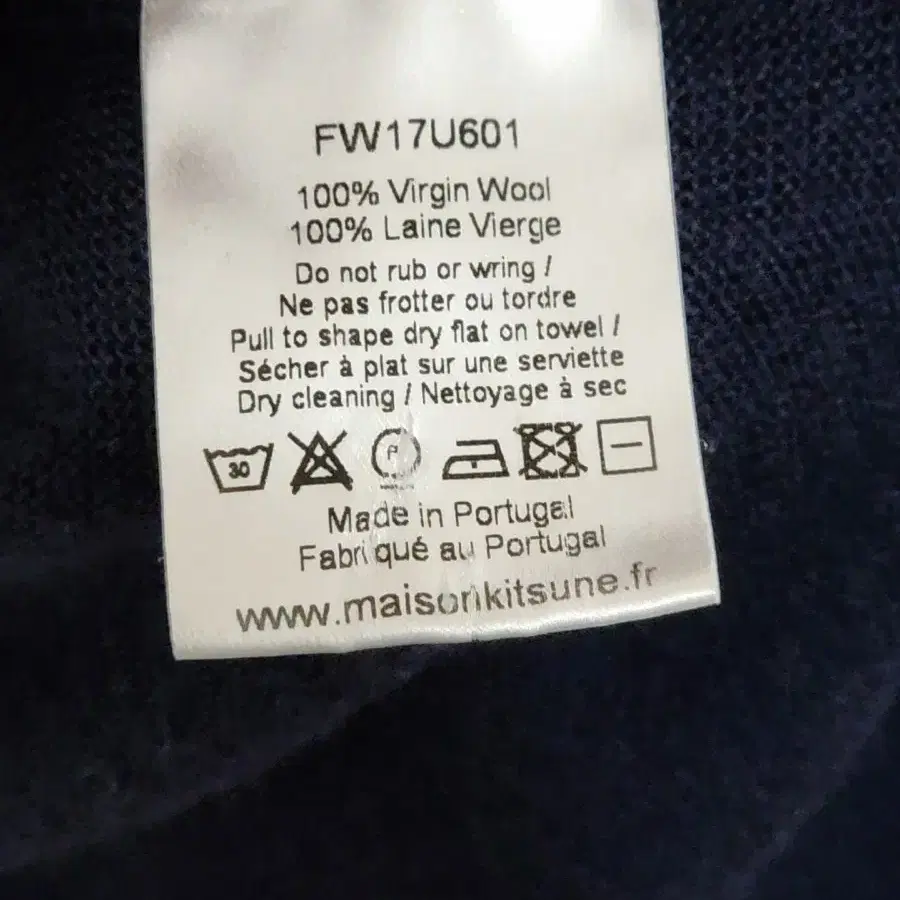 FW17U601
100% Virgin Wool
100% Laine Vierge
Do not rub or wring /
Ne pas frotter ou tordre
Pull to shape dry flat on towel /
Sécher à plat sur une serviette
Dry cleaning / Nettoyage à sec
30 P
Made in Portugal
Fabriqué au Portugal
www.maisonkitsune.fr